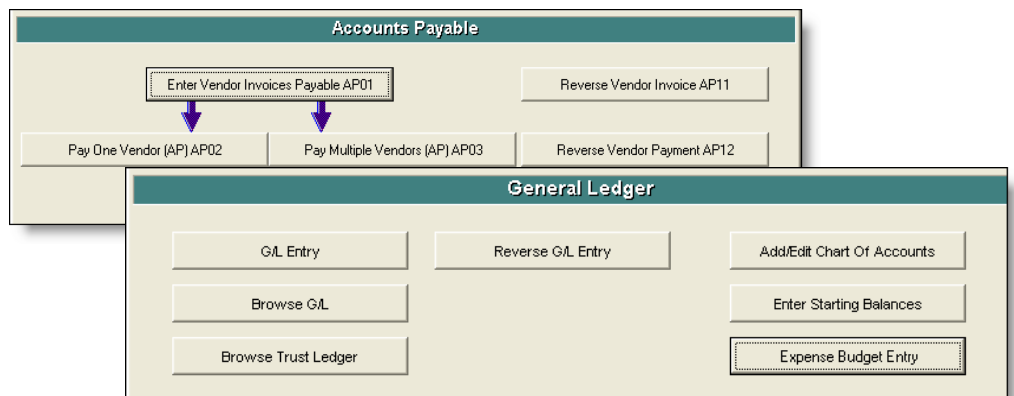 Accounts Payable
Enter Vendor Invoices Payable AP01
Reverse Vendor Invoice AP11
Pay One Vendor (AP) AP02
Pay Multiple Vendors (AP) AP03
Reverse Vendor Payment AP12
General Ledger
G/L Entry
Reverse G/L Entry
Add/Edit Chart Of Accounts
Browse G/L
Enter Starting Balances
Browse Trust Ledger
Expense Budget Entry